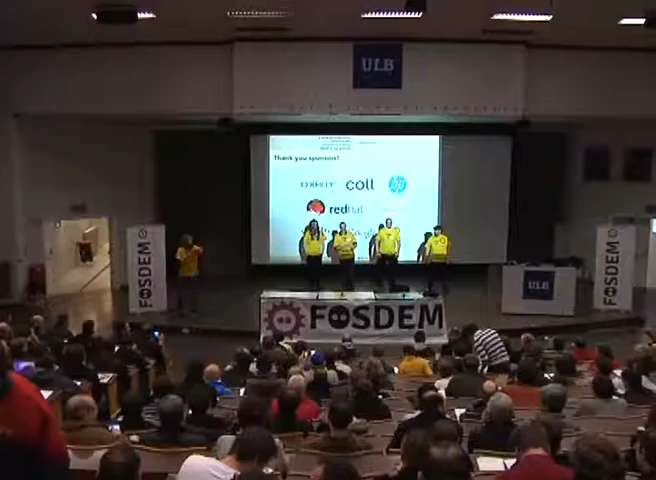 ULB
Thank you sponsors!
O'REILLY colt hp
redhat
FOSDEM
FOSDEM
ULB
FOSDEM